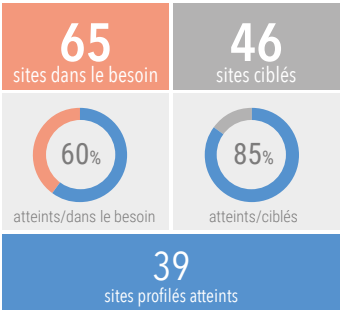 65
sites dans le besoin
46
sites ciblés
60%
atteints/dans le besoin
85%
atteints/ciblés
39
sites profilés atteints